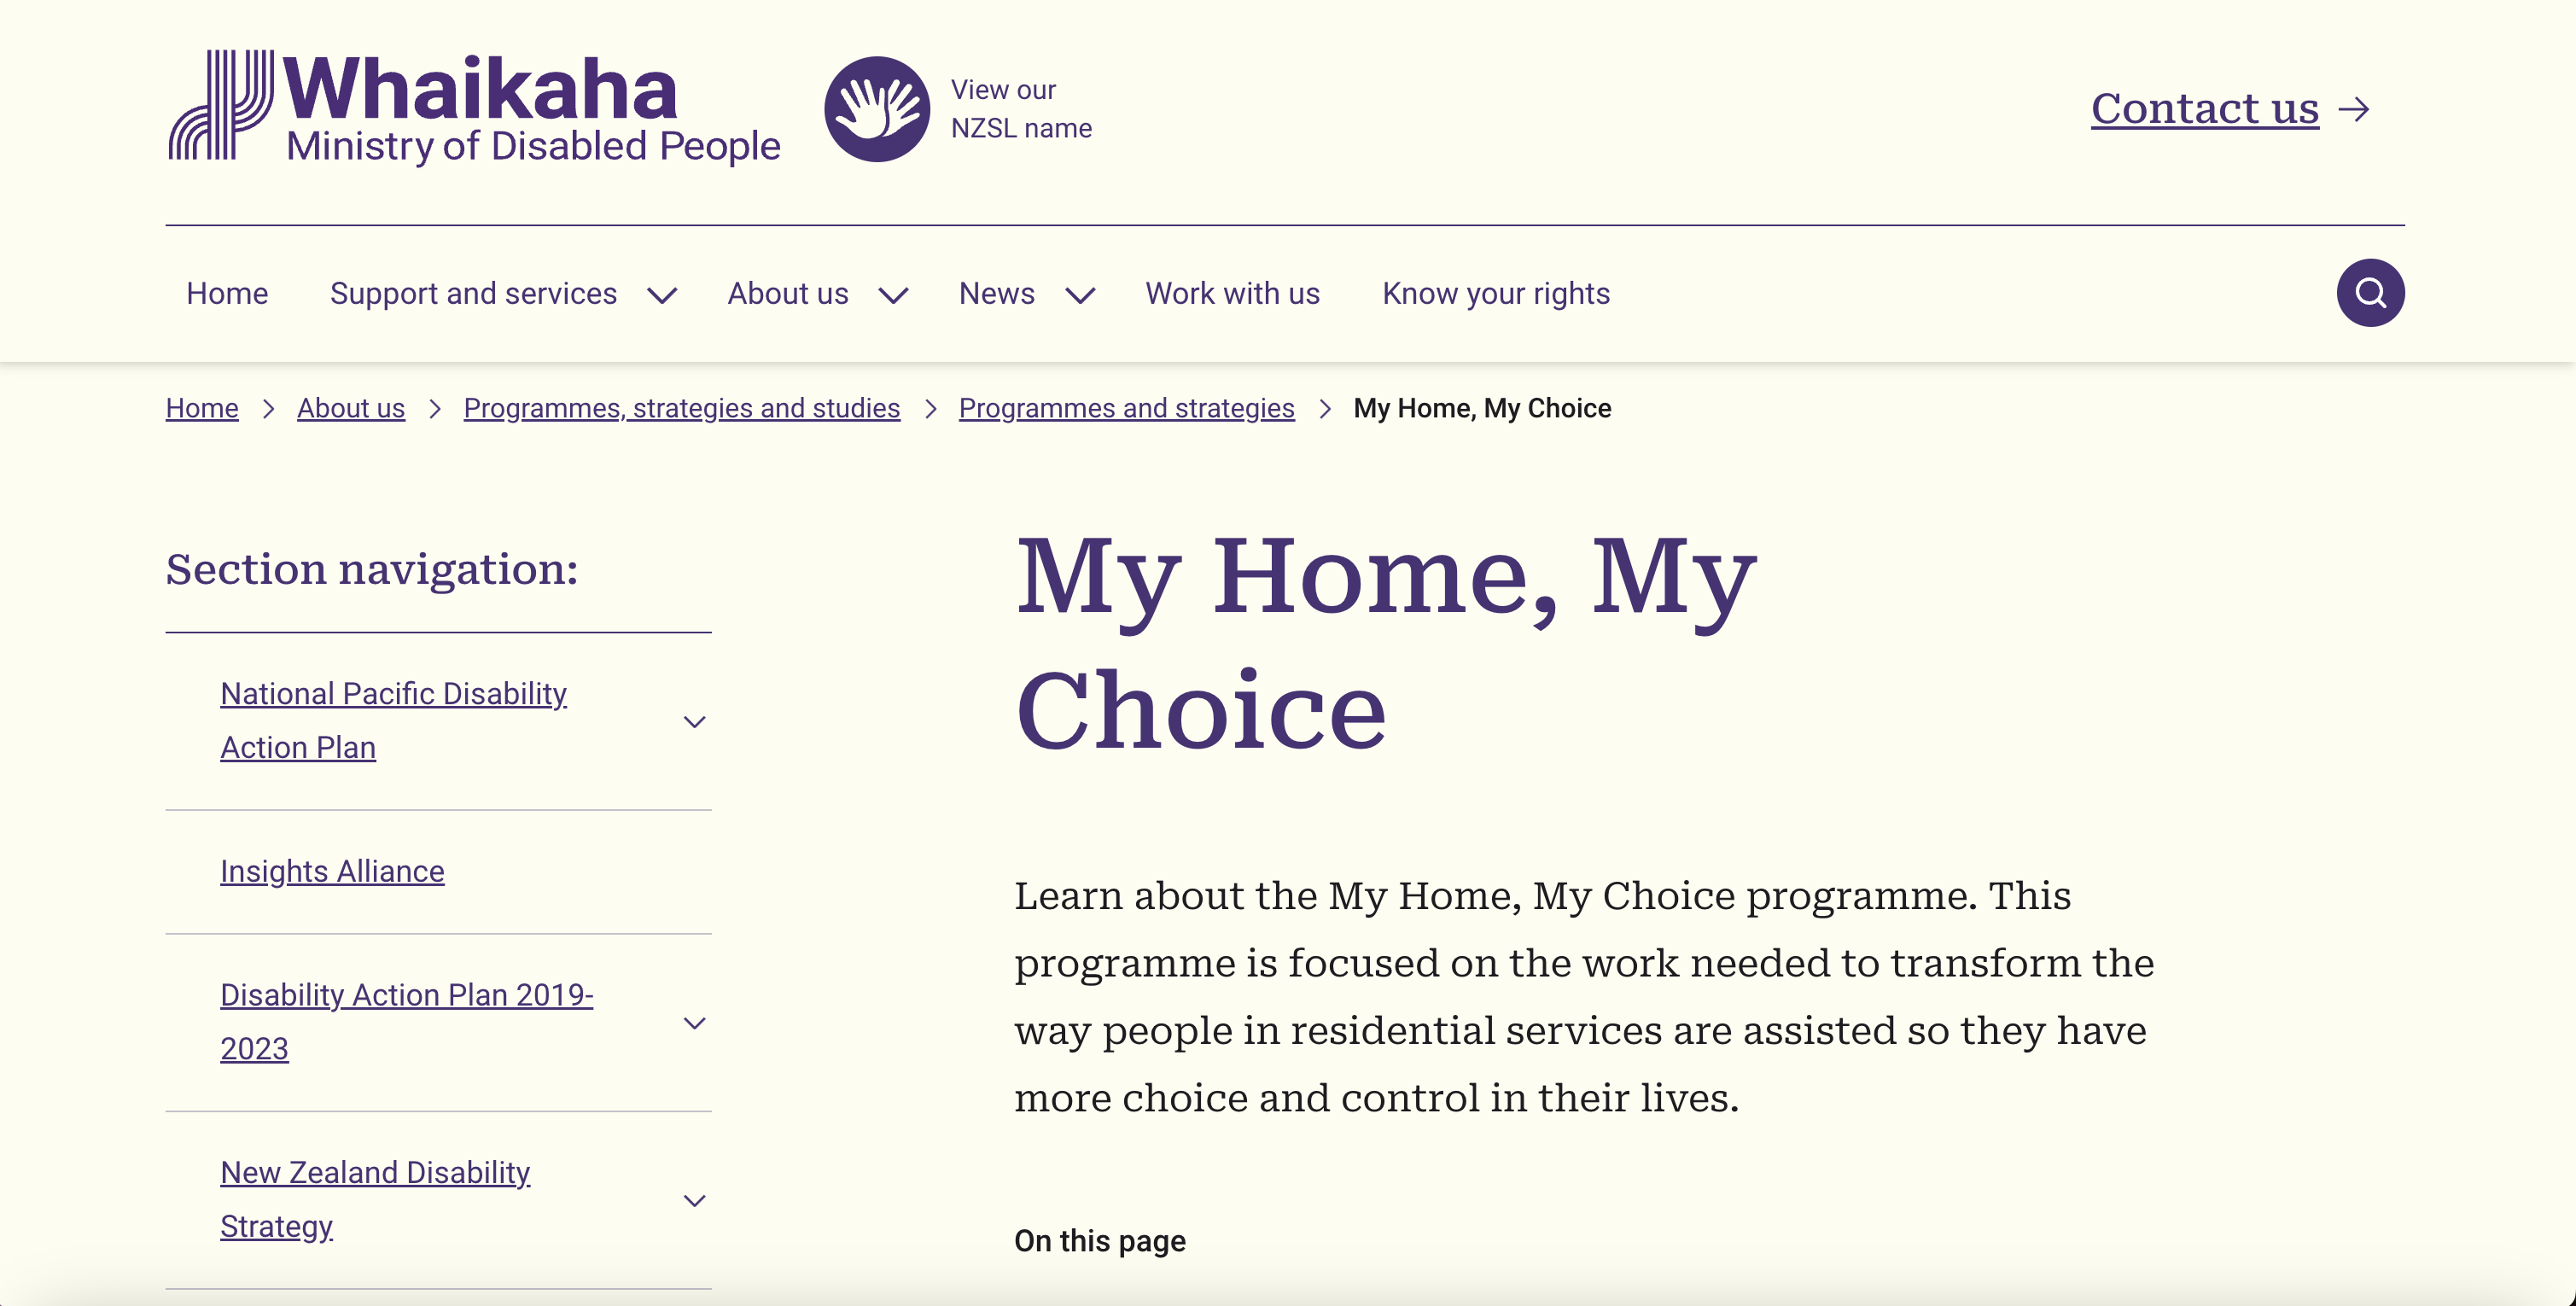 Whaikaha
Ministry of Disabled People
View our
NZSL name
Contact us
Home
Support and services
About us
News
Work with us
Know your rights
Home
About us
Programmes, strategies and studies
Programmes and strategies
My Home, My Choice
Section navigation:
National Pacific Disability
Action Plan
Insights Alliance
Disability Action Plan 2019-
2023
New Zealand Disability
Strategy
My Home, My
Choice
Learn about the My Home, My Choice programme. This
programme is focused on the work needed to transform the
way people in residential services are assisted so they have
more choice and control in their lives.
On this page